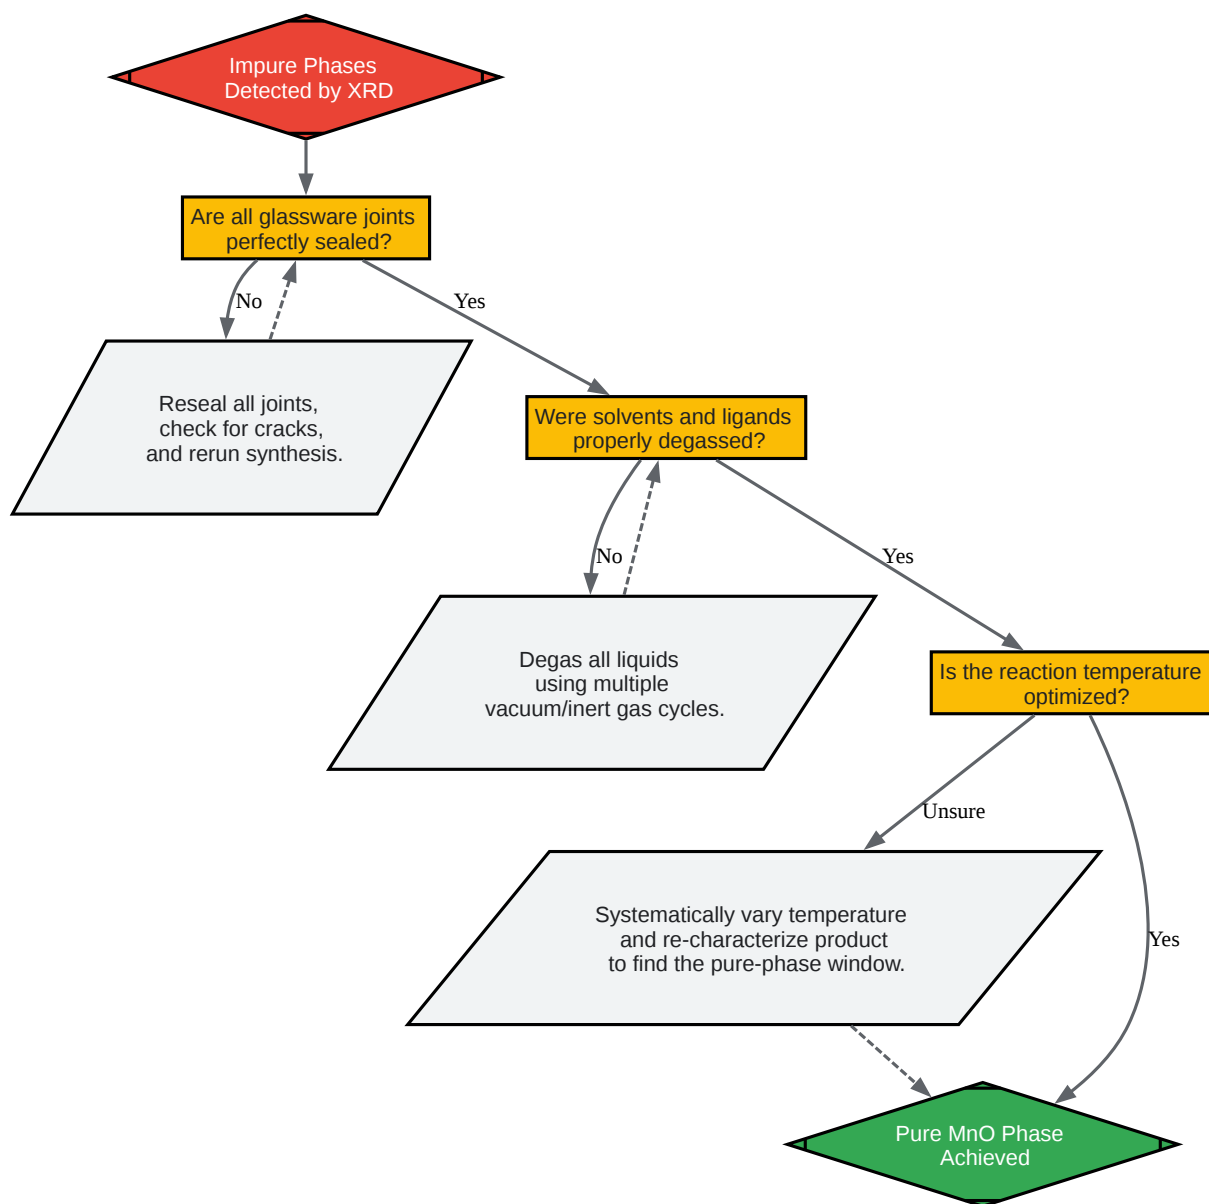 Impure Phases
Detected by XRD
Are all glassware joints
perfectly sealed?
No
Yes
Reseal all joints,
check for cracks,
and rerun synthesis.
Were solvents and ligands
properly degassed?
No
Yes
Degas all liquids
using multiple
vacuum/inert gas cycles.
Is the reaction temperature
optimized?
Unsure
Systematically vary temperature
and re-characterize product
to find the pure-phase window.
Yes
Pure MnO Phase
Achieved